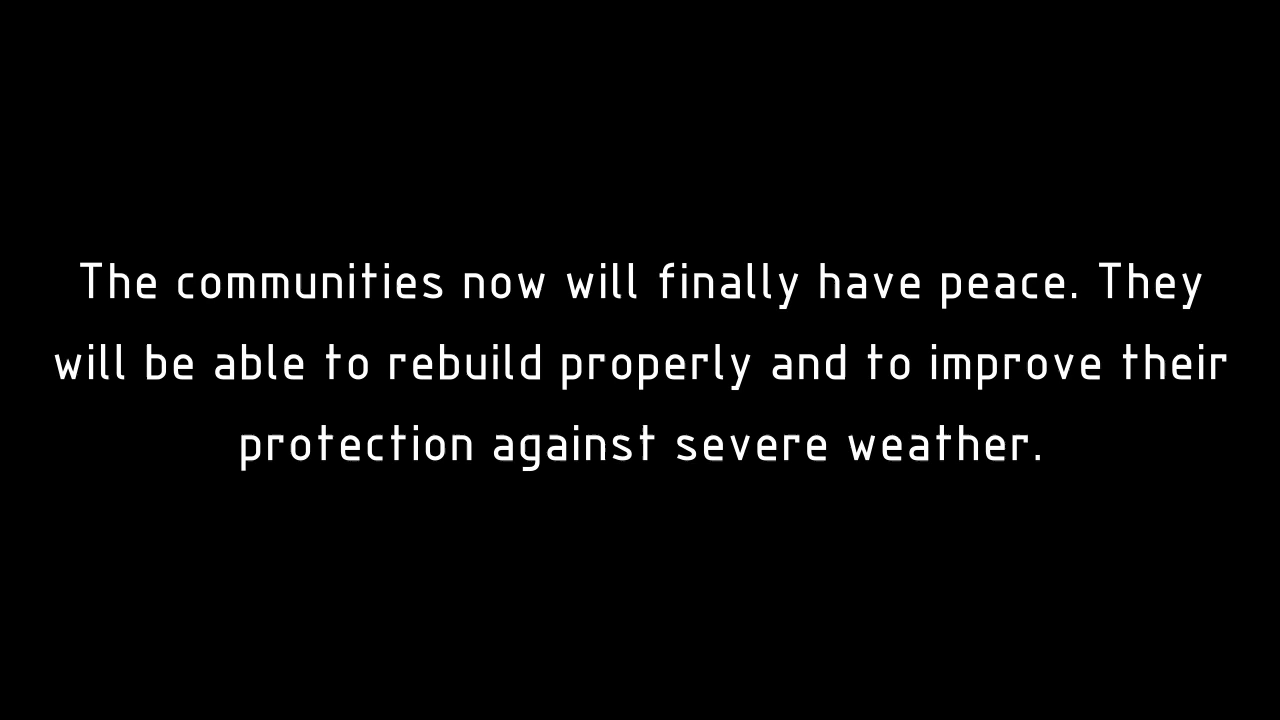 The communities now will finally have peace. They
will be able to rebuild properly and to improve their
protection against severe weather.